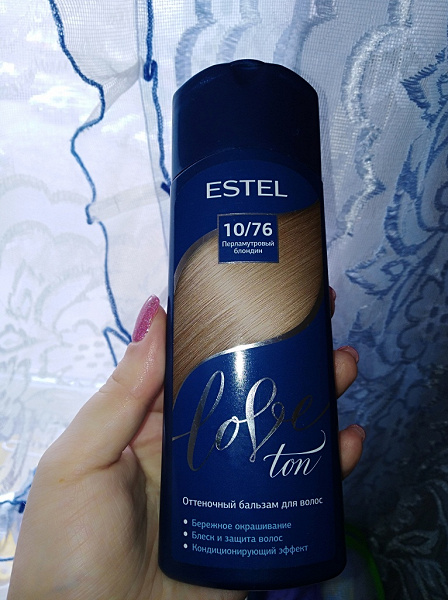 ESTEL
10/76
Перламутровый
блондин
love
ton
Оттеночный бальзам для волос
• Бережное окрашивание
• Блеск и защита волос
• Кондиционирующий эффект